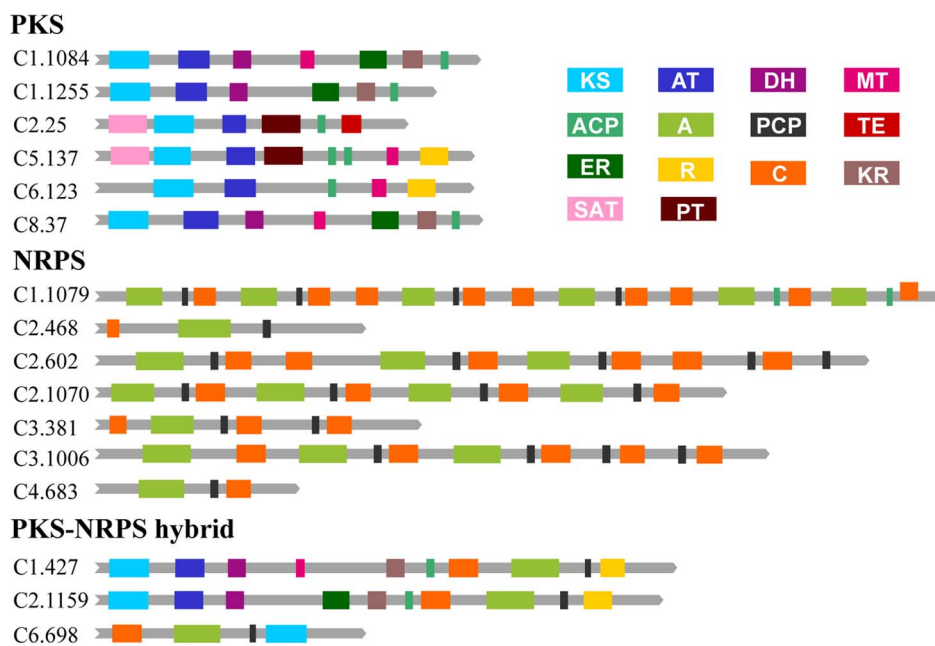 PKS
C1.1084
C1.1255
C2.25
C5.137
C6.123
C8.37
KS AT DH MT
ACP A PCP TE
ER R C KR
SAT PT
NRPS
C1.1079
C2.468
C2.602
C2.1070
C3.381
C3.1006
C4.683
PKS-NRPS hybrid
C1.427
C2.1159
C6.698